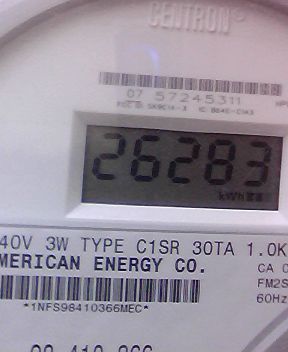 CENTRON®
07 57245311
26283
kWh
40V 3W TYPE C1SR 30TA 1.0K
MERICAN ENERGY CO.
CA 0
FM2S
60Hz
*1NFS98410366MEC*